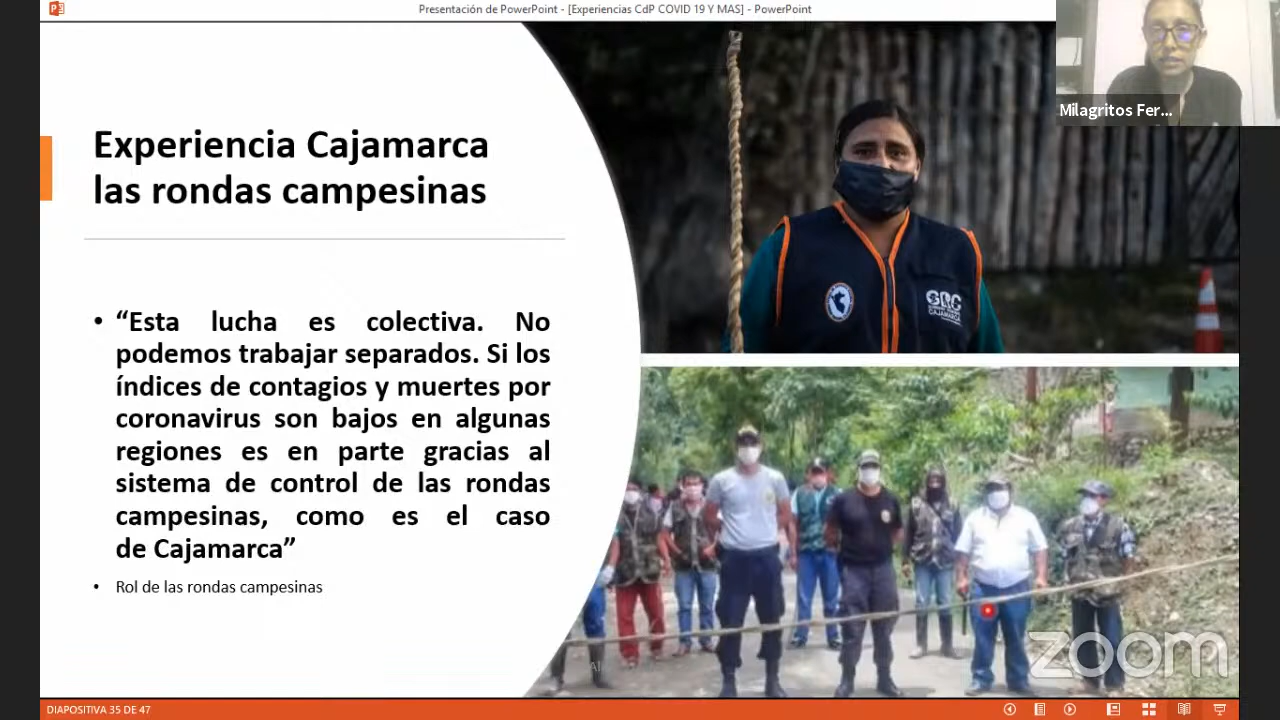 Presentación de PowerPoint - [Experiencias CdP COVID 19 Y MAS] - PowerPoint
Milagritos Fer...
Experiencia Cajamarca
las rondas campesinas
• “Esta lucha es colectiva. No
podemos trabajar separados. Si los
índices de contagios y muertes por
coronavirus son bajos en algunas
regiones es en parte gracias al
sistema de control de las rondas
campesinas, como es el caso
de Cajamarca”
• Rol de las rondas campesinas
GRC
CAJAMARCA
zoom
DIAPOSITIVA 35 DE 47